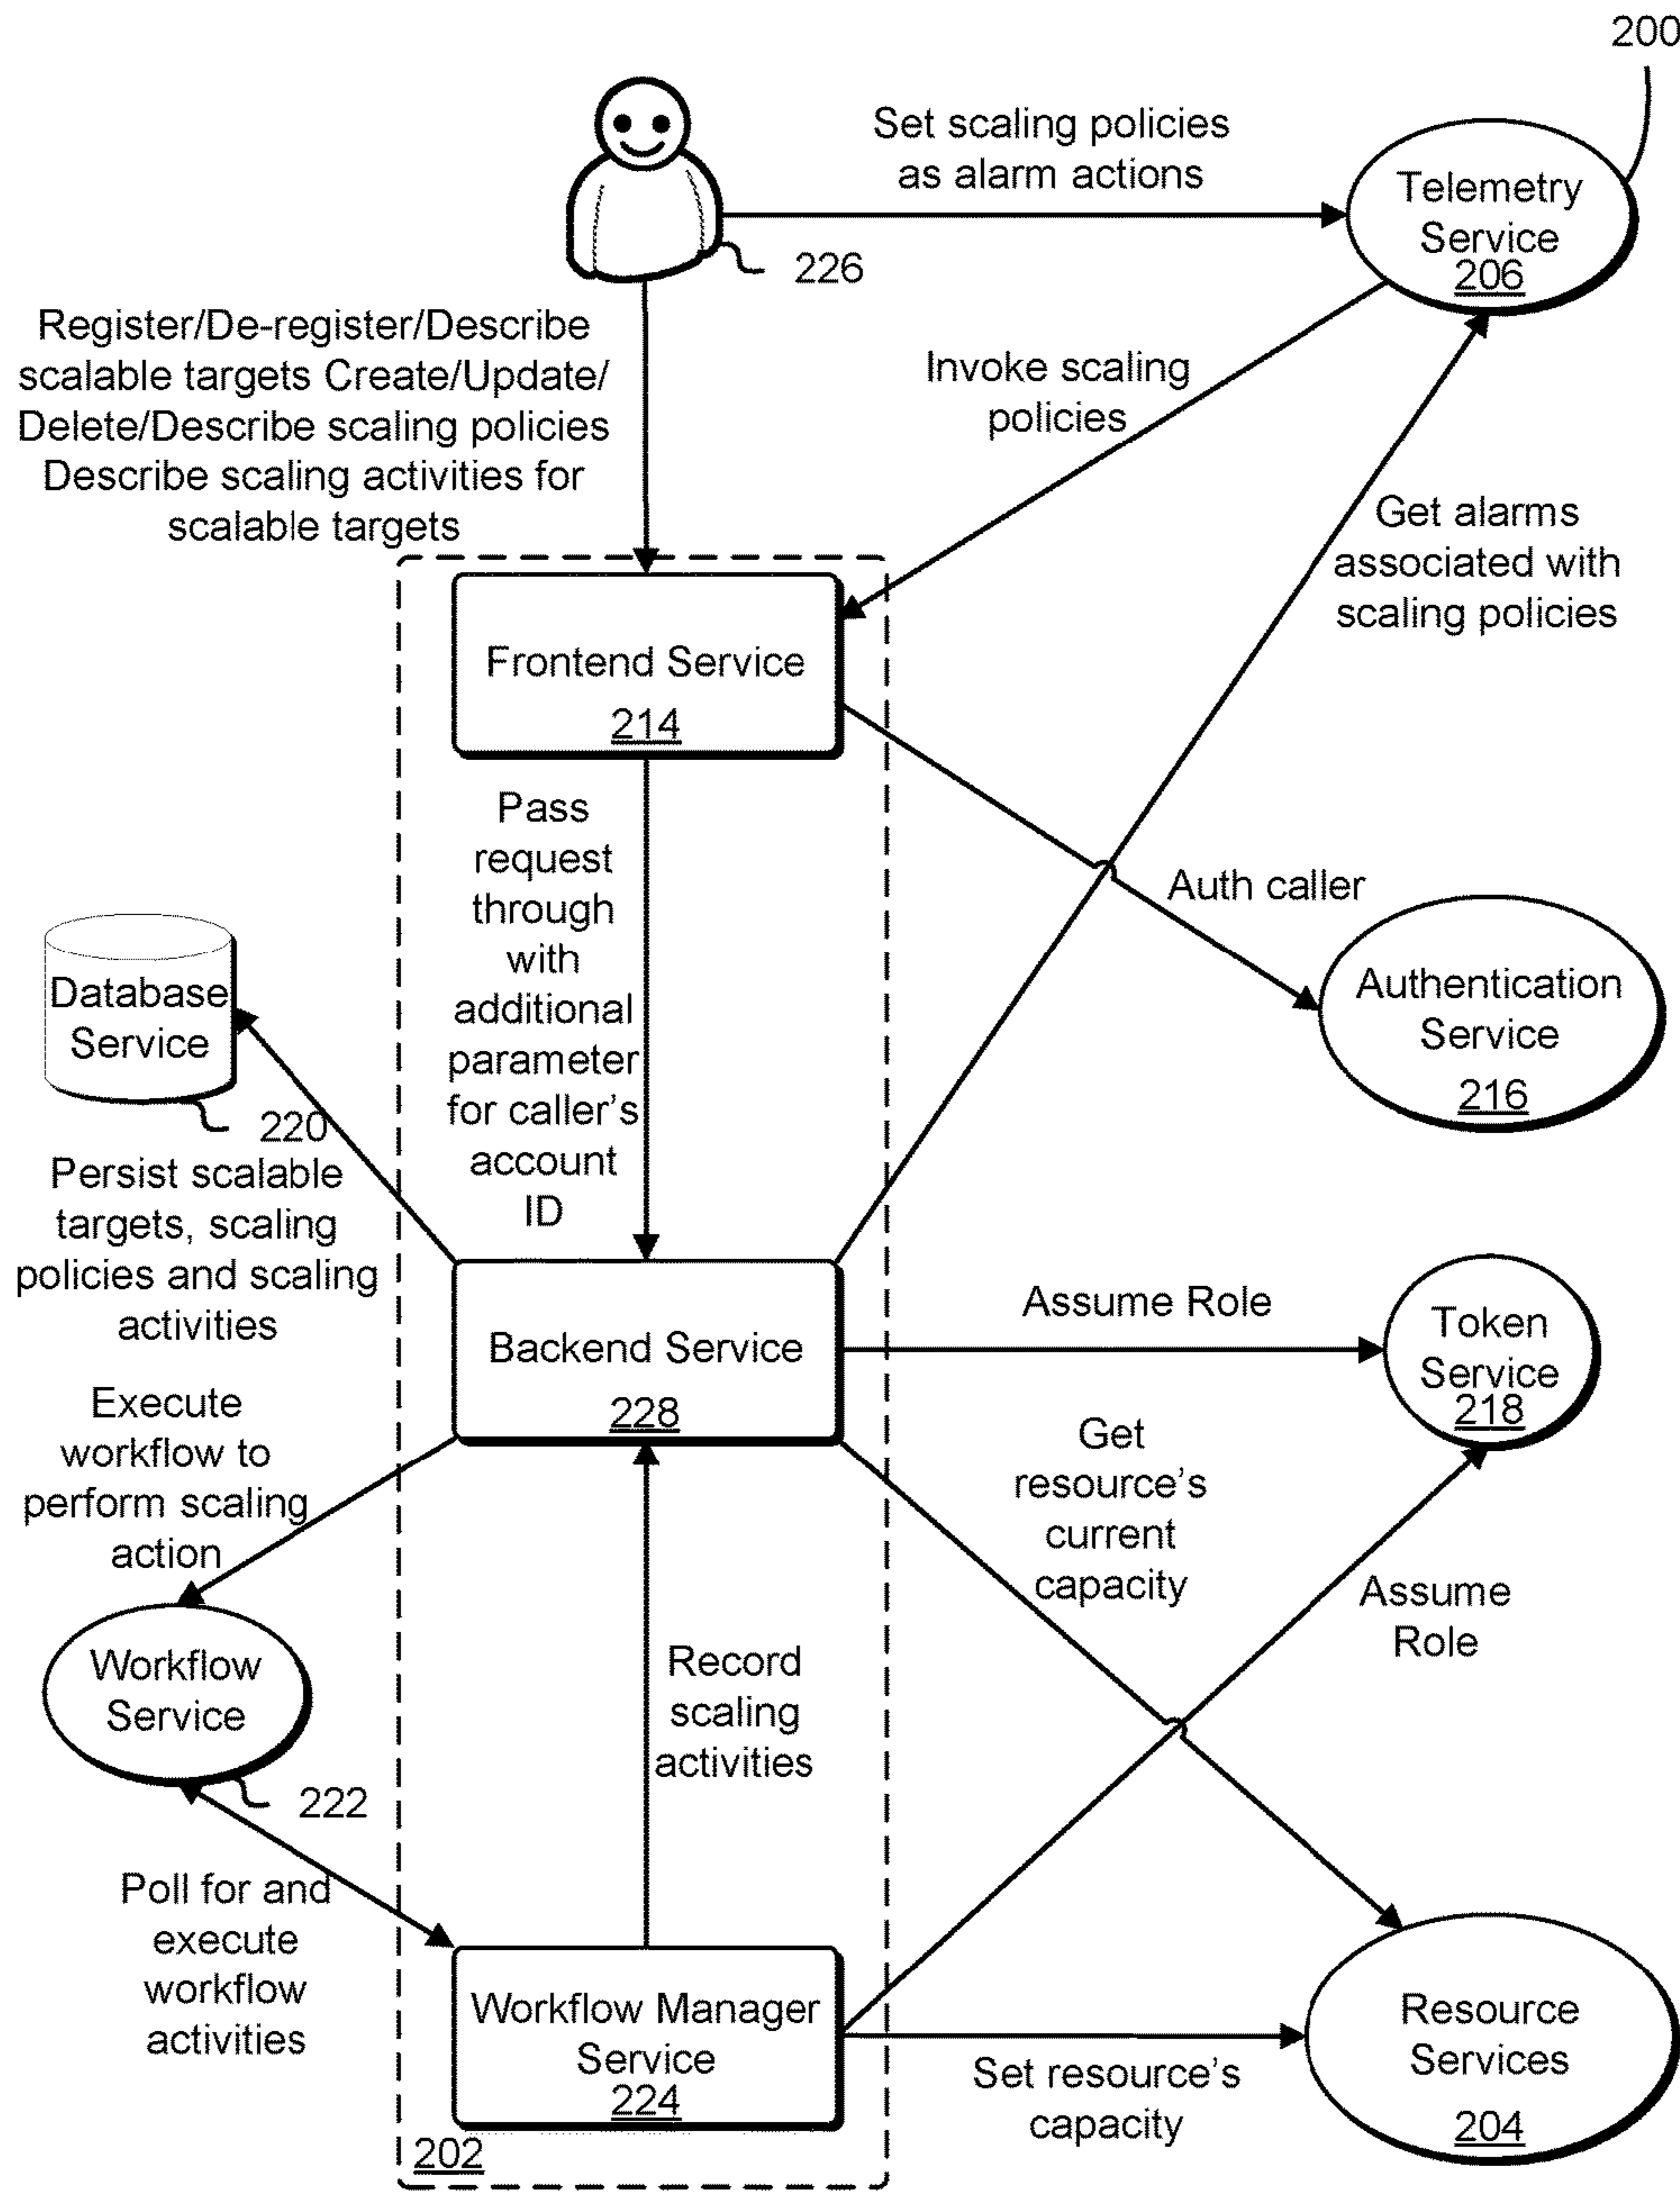 200
Set scaling policies
as alarm actions
Telemetry
Service
206
226
Register/De-register/Describe
scalable targets Create/Update/
Delete/Describe scaling policies
Describe scaling activities for
scalable targets
Invoke scaling
policies
Get alarms
associated with
scaling policies
Frontend Service
214
Pass
request
through
with
additional
parameter
for caller's
account
ID
Auth caller
Authentication
Service
216
Database
Service
220
Persist scalable
targets, scaling
policies and scaling
activities
Backend Service
228
Assume Role
Token
Service
218
Execute
workflow to
perform scaling
action
Get
resource's
current
capacity
Assume
Role
Workflow
Service
222
Record
scaling
activities
Poll for and
execute
workflow
activities
Workflow Manager
Service
224
202
Set resource's
capacity
Resource
Services
204